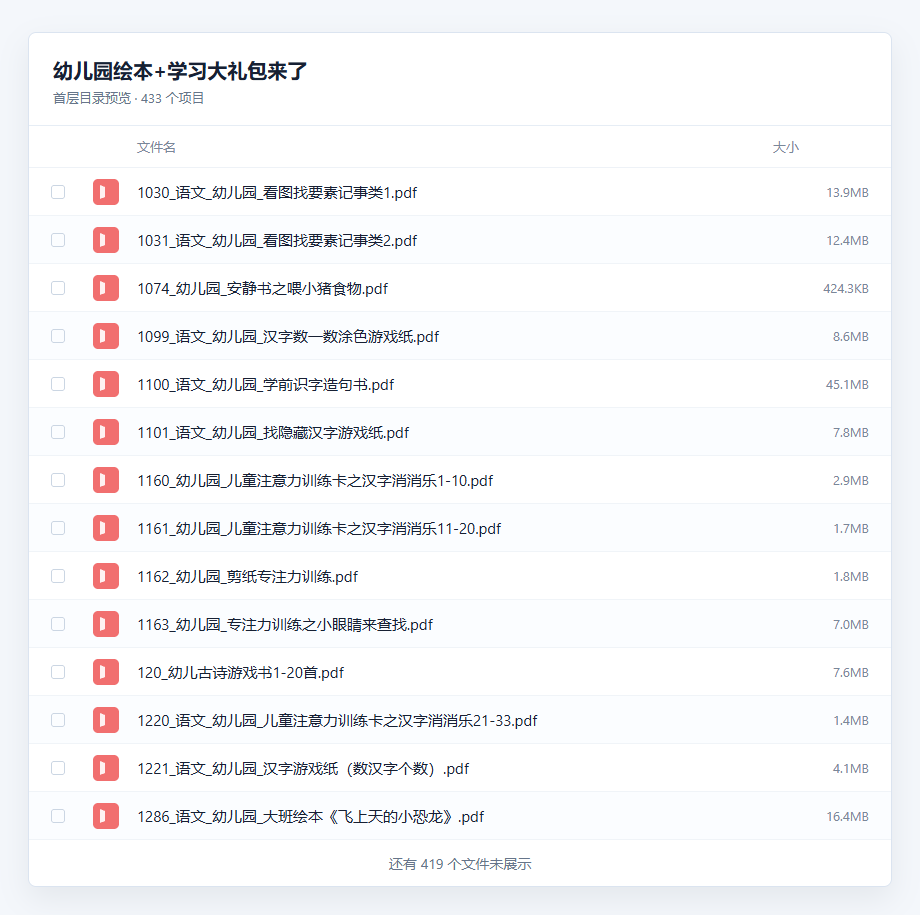 幼儿园绘本+学习大礼包来了
首层目录预览 · 433 个项目
文件名 大小
1030_语文_幼儿园_看图找要素记事类1.pdf 13.9MB
1031_语文_幼儿园_看图找要素记事类2.pdf 12.4MB
1074_幼儿园_安静书之喂小猪食物.pdf 424.3KB
1099_语文_幼儿园_汉字数一数涂色游戏纸.pdf 8.6MB
1100_语文_幼儿园_学前识字造句书.pdf 45.1MB
1101_语文_幼儿园_找隐藏汉字游戏纸.pdf 7.8MB
1160_幼儿园_儿童注意力训练卡之汉字消消乐1-10.pdf 2.9MB
1161_幼儿园_儿童注意力训练卡之汉字消消乐11-20.pdf 1.7MB
1162_幼儿园_剪纸专注力训练.pdf 1.8MB
1163_幼儿园_专注力训练之小眼睛来查找.pdf 7.0MB
120_幼儿古诗游戏书1-20首.pdf 7.6MB
1220_语文_幼儿园_儿童注意力训练卡之汉字消消乐21-33.pdf 1.4MB
1221_语文_幼儿园_汉字游戏纸（数汉字个数）.pdf 4.1MB
1286_语文_幼儿园_大班绘本《飞上天的小恐龙》.pdf 16.4MB
还有 419 个文件未展示